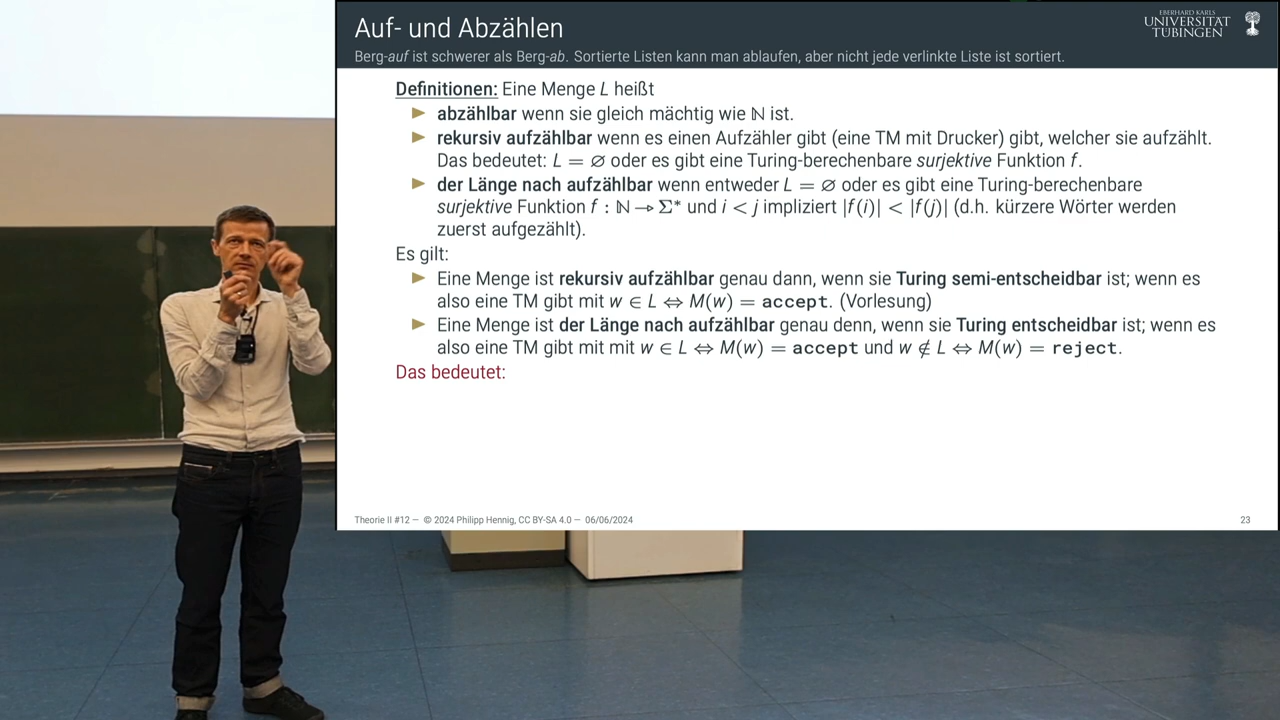 Auf- und Abzählen
EBERHARD KARLS
UNIVERSITÄT
TÜBINGEN
Berg-auf ist schwerer als Berg-ab. Sortierte Listen kann man ablaufen, aber nicht jede verlinkte Liste ist sortiert.
Definitionen: Eine Menge L heißt
► abzählbar wenn sie gleich mächtig wie ℕ ist.
► rekursiv aufzählbar wenn es einen Aufzähler gibt (eine TM mit Drucker) gibt, welcher sie aufzählt.
Das bedeutet: L = ∅ oder es gibt eine Turing-berechenbare surjektive Funktion f.
► der Länge nach aufzählbar wenn entweder L = ∅ oder es gibt eine Turing-berechenbare
surjektive Funktion f : ℕ → Σ* und i < j impliziert |f(i)| < |f(j)| (d.h. kürzere Wörter werden
zuerst aufgezählt).
Es gilt:
► Eine Menge ist rekursiv aufzählbar genau dann, wenn sie Turing semi-entscheidbar ist; wenn es
also eine TM gibt mit w ∈ L ⇔ M(w) = accept. (Vorlesung)
► Eine Menge ist der Länge nach aufzählbar genau denn, wenn sie Turing entscheidbar ist; wenn es
also eine TM gibt mit mit w ∈ L ⇔ M(w) = accept und w ∉ L ⇔ M(w) = reject.
Das bedeutet:
Theorie II #12 — © 2024 Philipp Hennig, CC BY-SA 4.0 — 06/06/2024
23